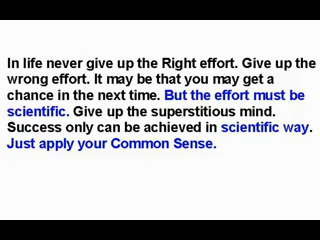 In life never give up the Right effort. Give up the
wrong effort. It may be that you may get a
chance in the next time. But the effort must be
scientific. Give up the superstitious mind.
Success only can be achieved in scientific way.
Just apply your Common Sense.